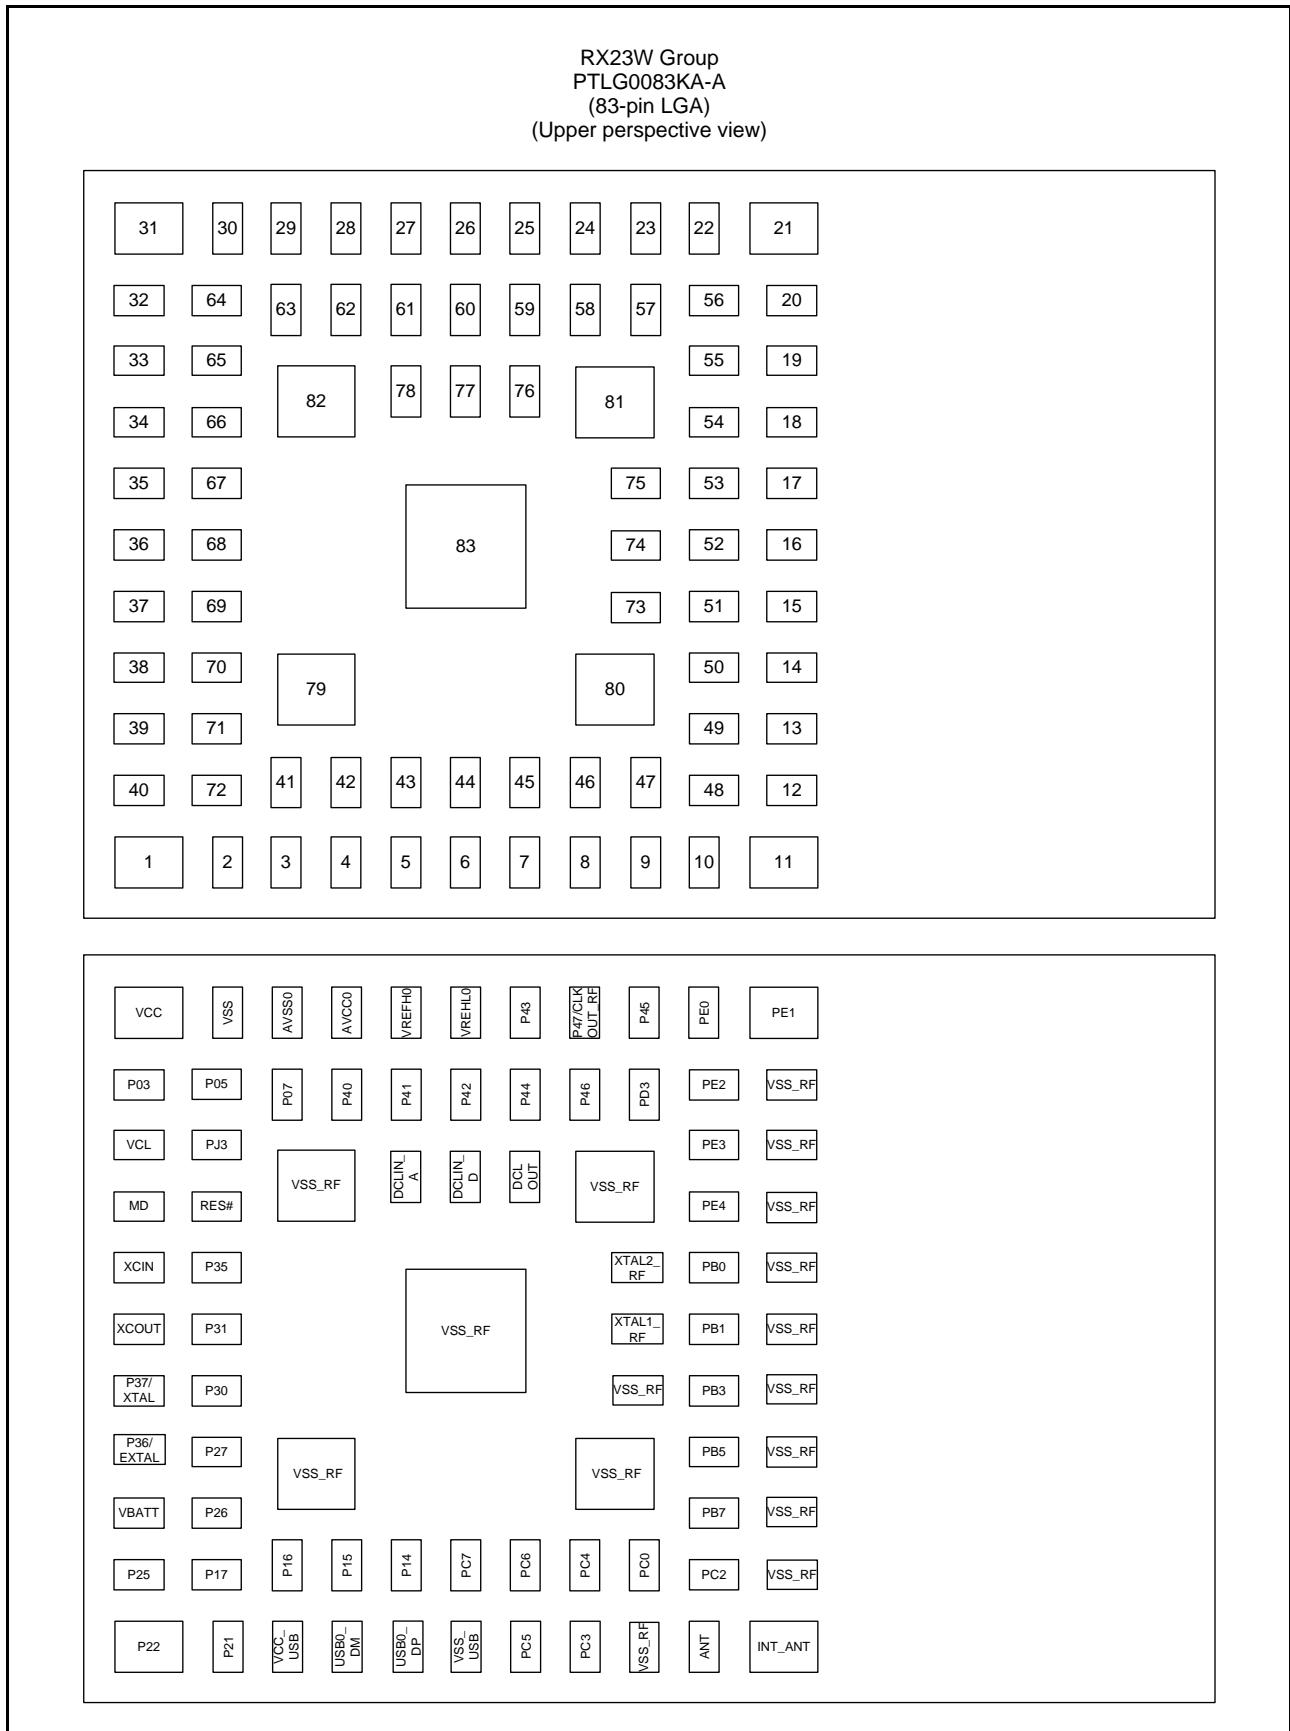 RX23W Group
PTLG0083KA-A
(83-pin LGA)
(Upper perspective view)
31 30 29 28 27 26 25 24 23 22 21
32 64 63 62 61 60 59 58 57 56 20
33 65 55 19
82 78 77 76 81
34 66 54 18
35 67 75 53 17
36 68 83 74 52 16
37 69 73 51 15
38 70 50 14
79 80
39 71 49 13
40 72 41 42 43 44 45 46 47 48 12
1 2 3 4 5 6 7 8 9 10 11
VCC VSS AVSS0 AVCC0 VREFH0 VREHL0 P43 P47/CLK OUT_RF P45 PE0 PE1
P03 P05 P07 P40 P41 P42 P44 P46 PD3 PE2 VSS_RF
VCL PJ3 PE3 VSS_RF
VSS_RF DCLIN_ A DCLIN_ D DCL OUT VSS_RF
MD RES# PE4 VSS_RF
XCIN P35 XTAL2_ RF PB0 VSS_RF
XCOUT P31 VSS_RF XTAL1_ RF PB1 VSS_RF
P37/ XTAL P30 VSS_RF PB3 VSS_RF
P36/ EXTAL P27 PB5 VSS_RF
VSS_RF VSS_RF
VBATT P26 PB7 VSS_RF
P25 P17 P16 P15 P14 PC7 PC6 PC4 PC0 PC2 VSS_RF
P22 P21 VCC_ USB USB0_ DM USB0_ DP VSS_ USB PC5 PC3 VSS_RF ANT INT_ANT